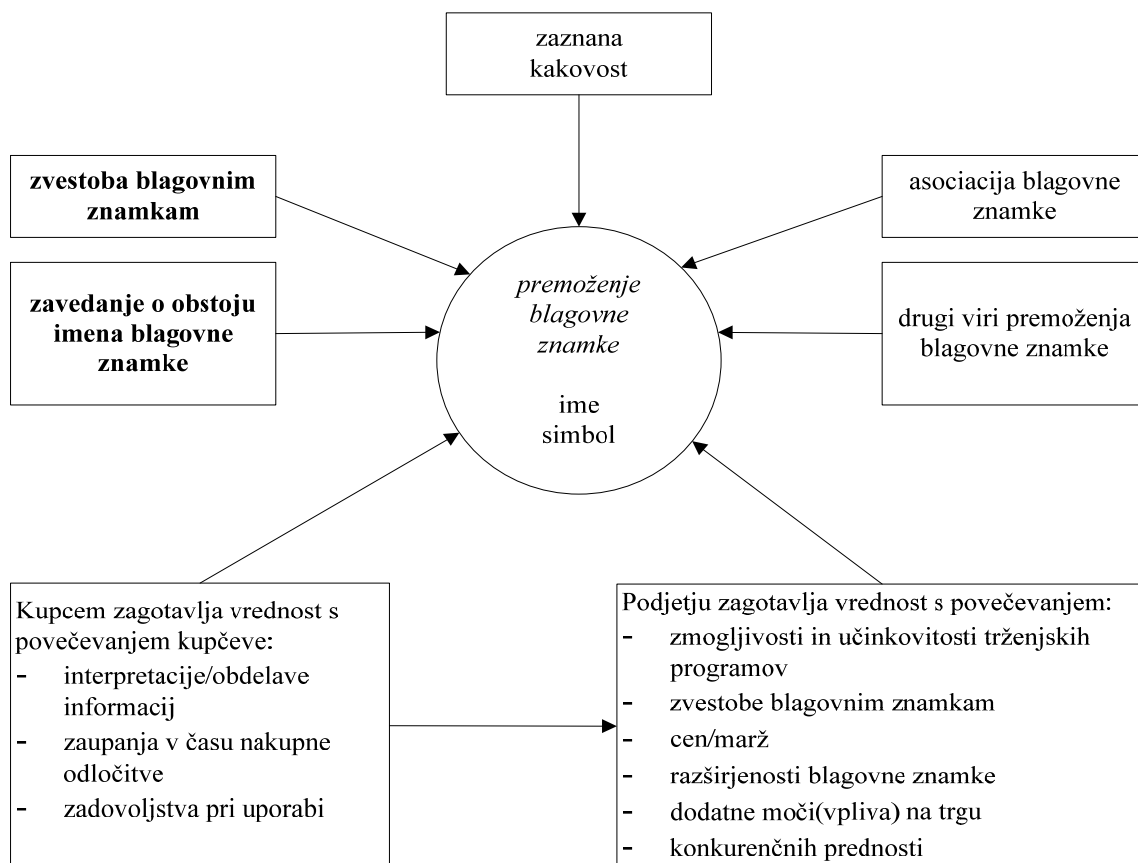 zaznana
kakovost
zvestoba blagovnim
znamkam
asociacija blagovne
znamke
zavedanje o obstoju
imena blagovne
znamke
premoženje
blagovne
znamke
ime
simbol
drugi viri premoženja
blagovne znamke
Kupcem zagotavlja vrednost s
povečevanjem kupčeve:
- interpretacije/obdelave
informacij
- zaupanja v času nakupne
odločitve
- zadovoljstva pri uporabi
Podjetju zagotavlja vrednost s povečevanjem:
- zmogljivosti in učinkovitosti trženjskih
programov
- zvestobe blagovnim znamkam
- cen/marž
- razširjenosti blagovne znamke
- dodatne moči(vpliva) na trgu
- konkurenčnih prednosti